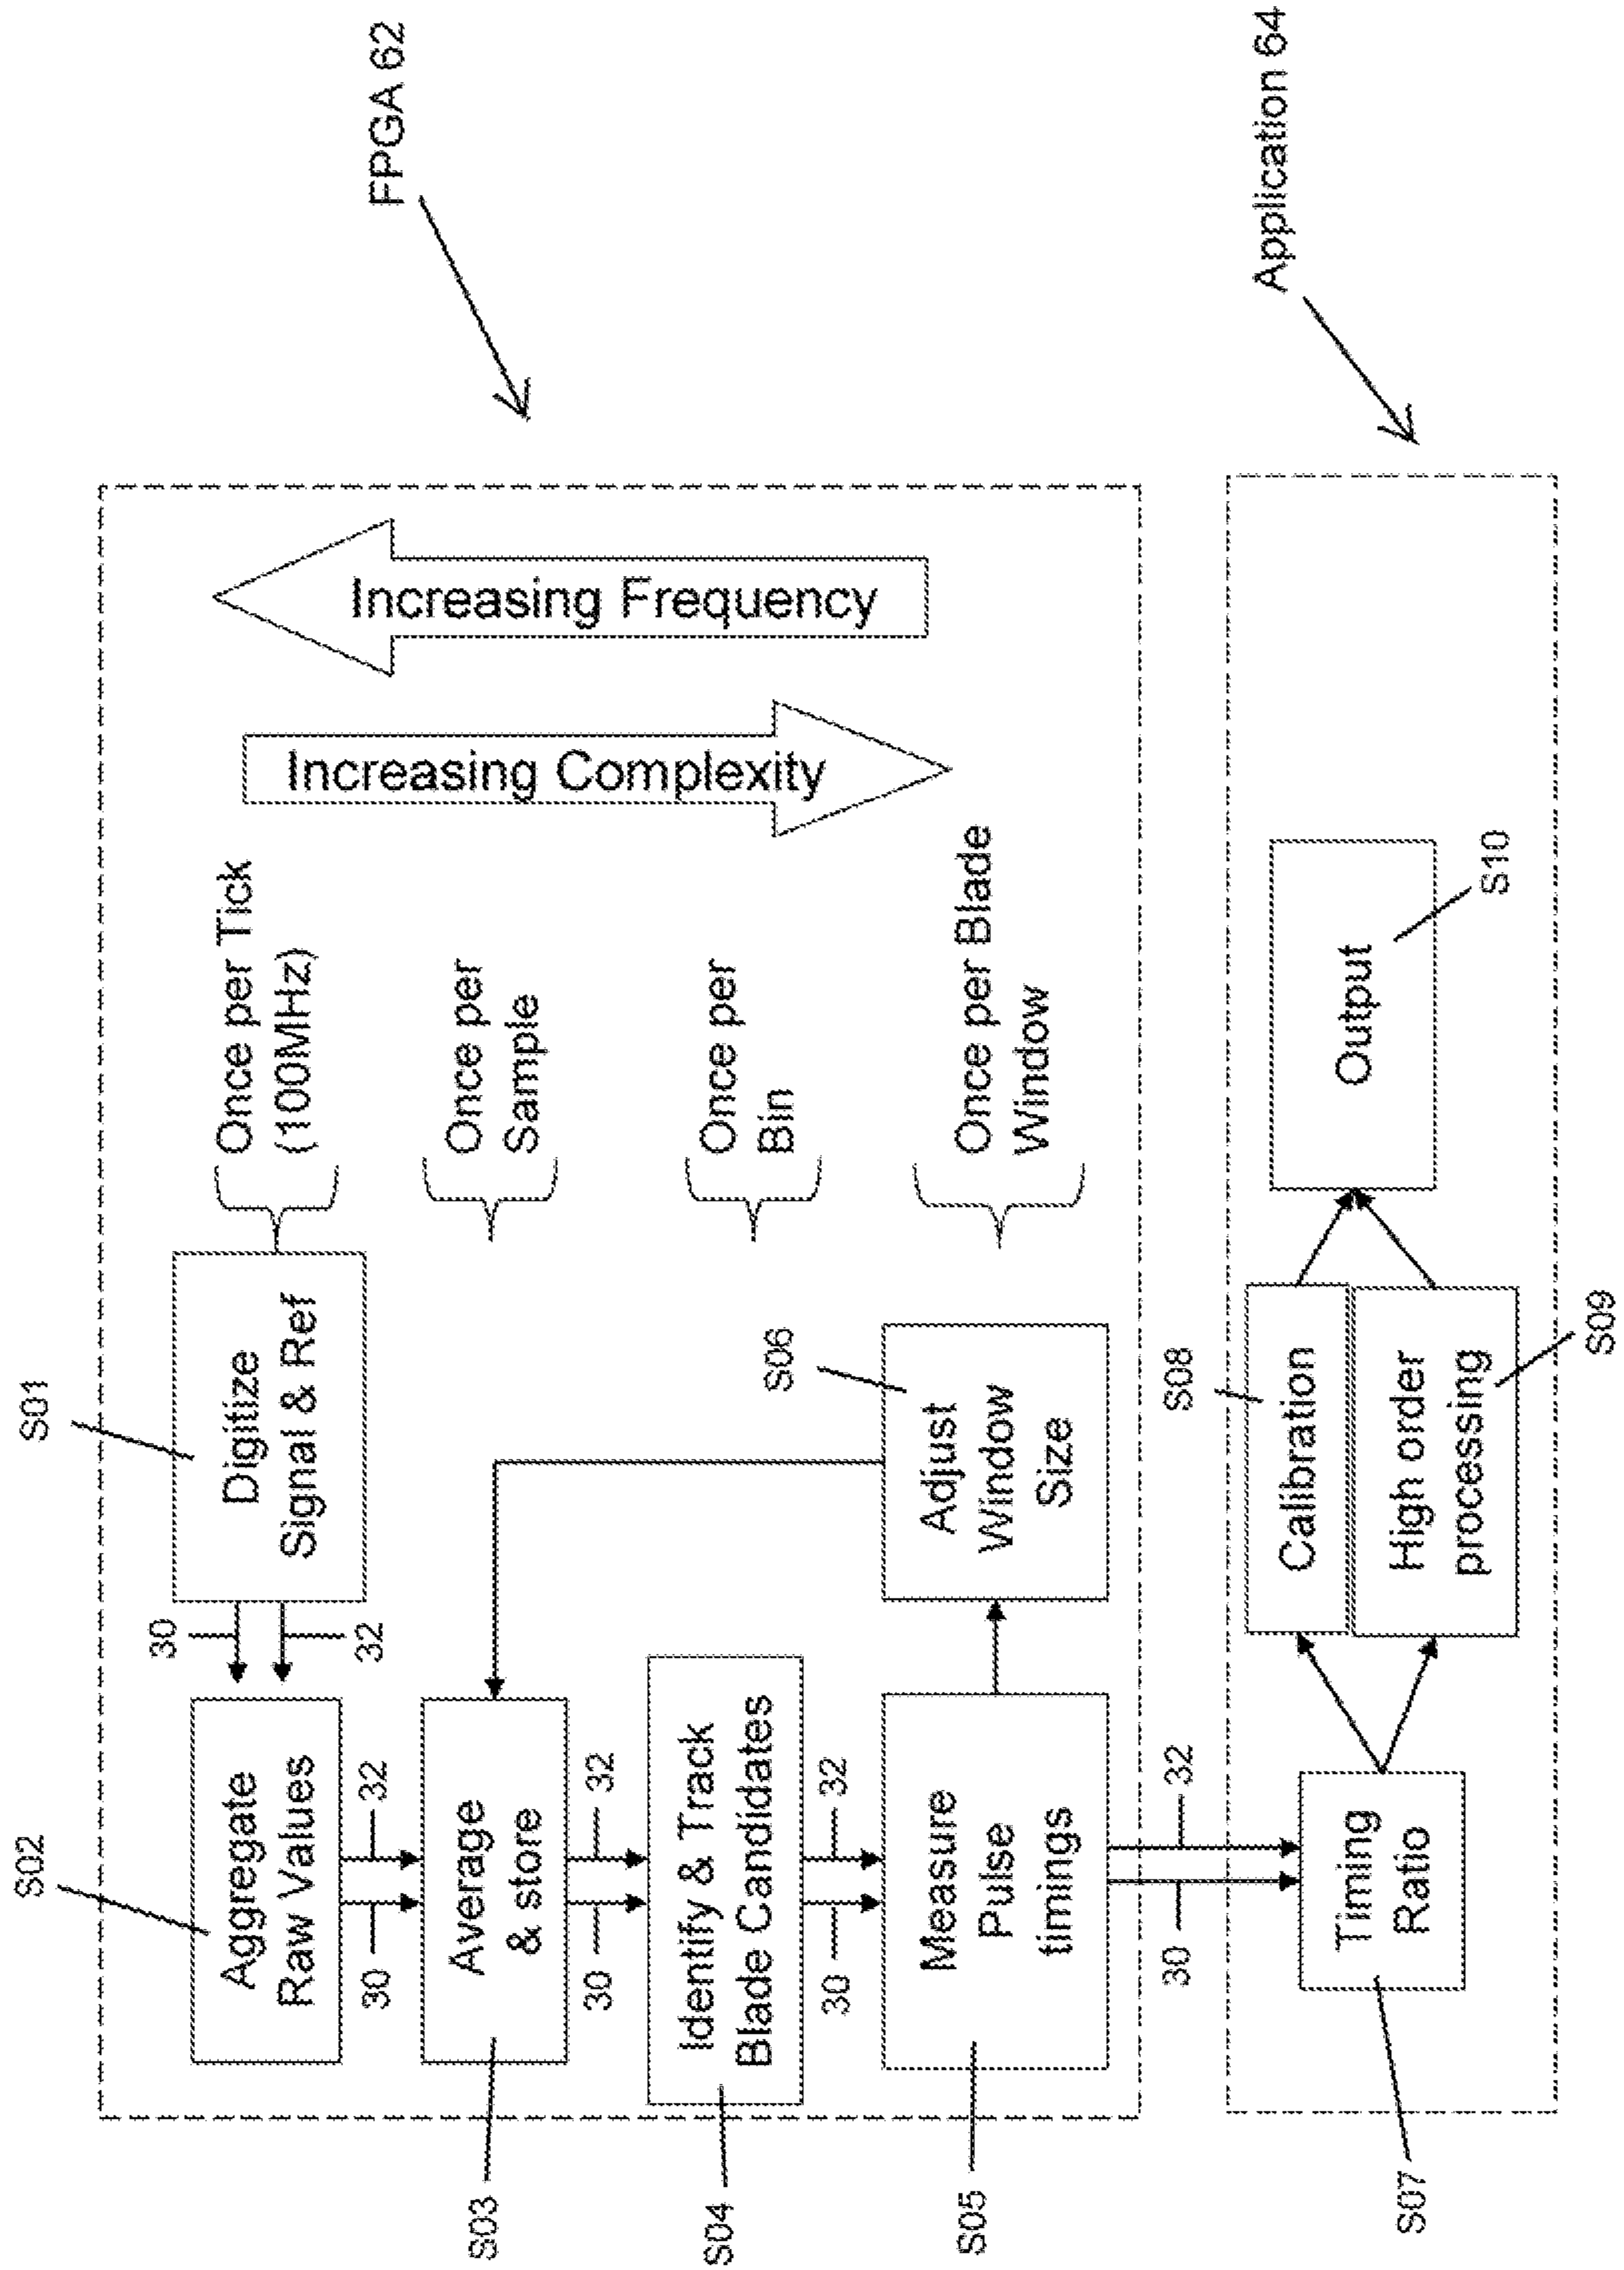 FPGA 62
S01
Digitize
Signal & Ref
Once per Tick
(100MHz)
30
32
S02
Aggregate
Raw Values
30
32
S03
Average
& store
Once per
Sample
30
32
S04
Identify & Track
Blade Candidates
Once per
Bin
30
32
S05
Measure
Pulse
timings
S06
Adjust
Window
Size
Once per Blade
Window
Increasing Complexity
Increasing Frequency
30
32
Application 64
S07
Timing
Ratio
S08
Calibration
S09
High order
processing
S10
Output